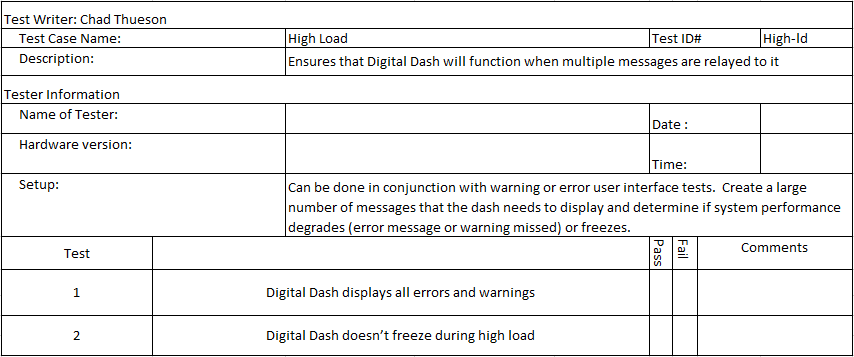 Test Writer: Chad Thueson
Test Case Name: High Load Test ID# High-ld
Description: Ensures that Digital Dash will function when multiple messages are relayed to it
Tester Information
Name of Tester: Date :
Hardware version: Time:
Setup: Can be done in conjunction with warning or error user interface tests. Create a large
number of messages that the dash needs to display and determine if system performance
degrades (error message or warning missed) or freezes.
Test Pass Fail Comments
1 Digital Dash displays all errors and warnings
2 Digital Dash doesn’t freeze during high load